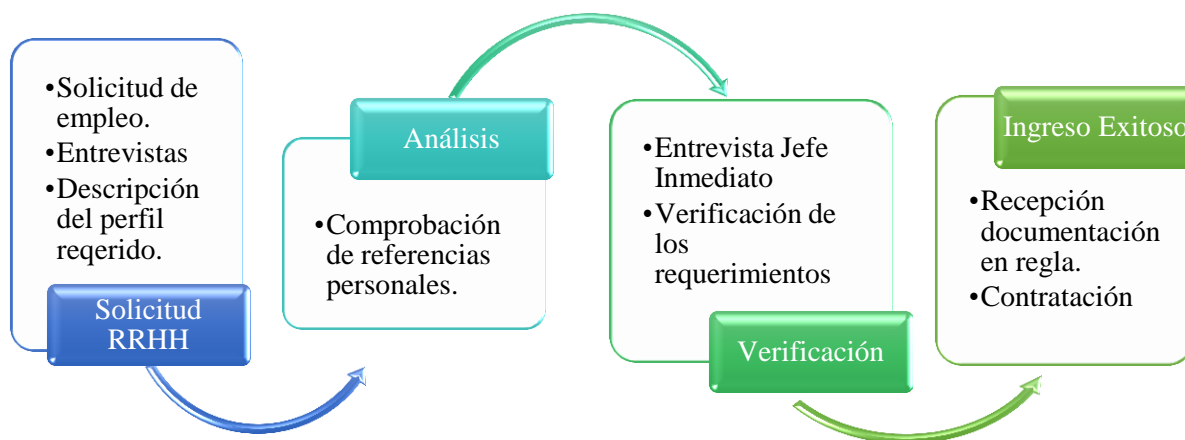 •Solicitud de
empleo.
•Entrevistas
•Descripción
del perfil
reqerido.
Solicitud
RRHH
Análisis
•Comprobación
de referencias
personales.
•Entrevista Jefe
Inmediato
•Verificación de
los
requerimientos
Verificación
Ingreso Exitoso
•Recepción
documentación
en regla.
•Contratación